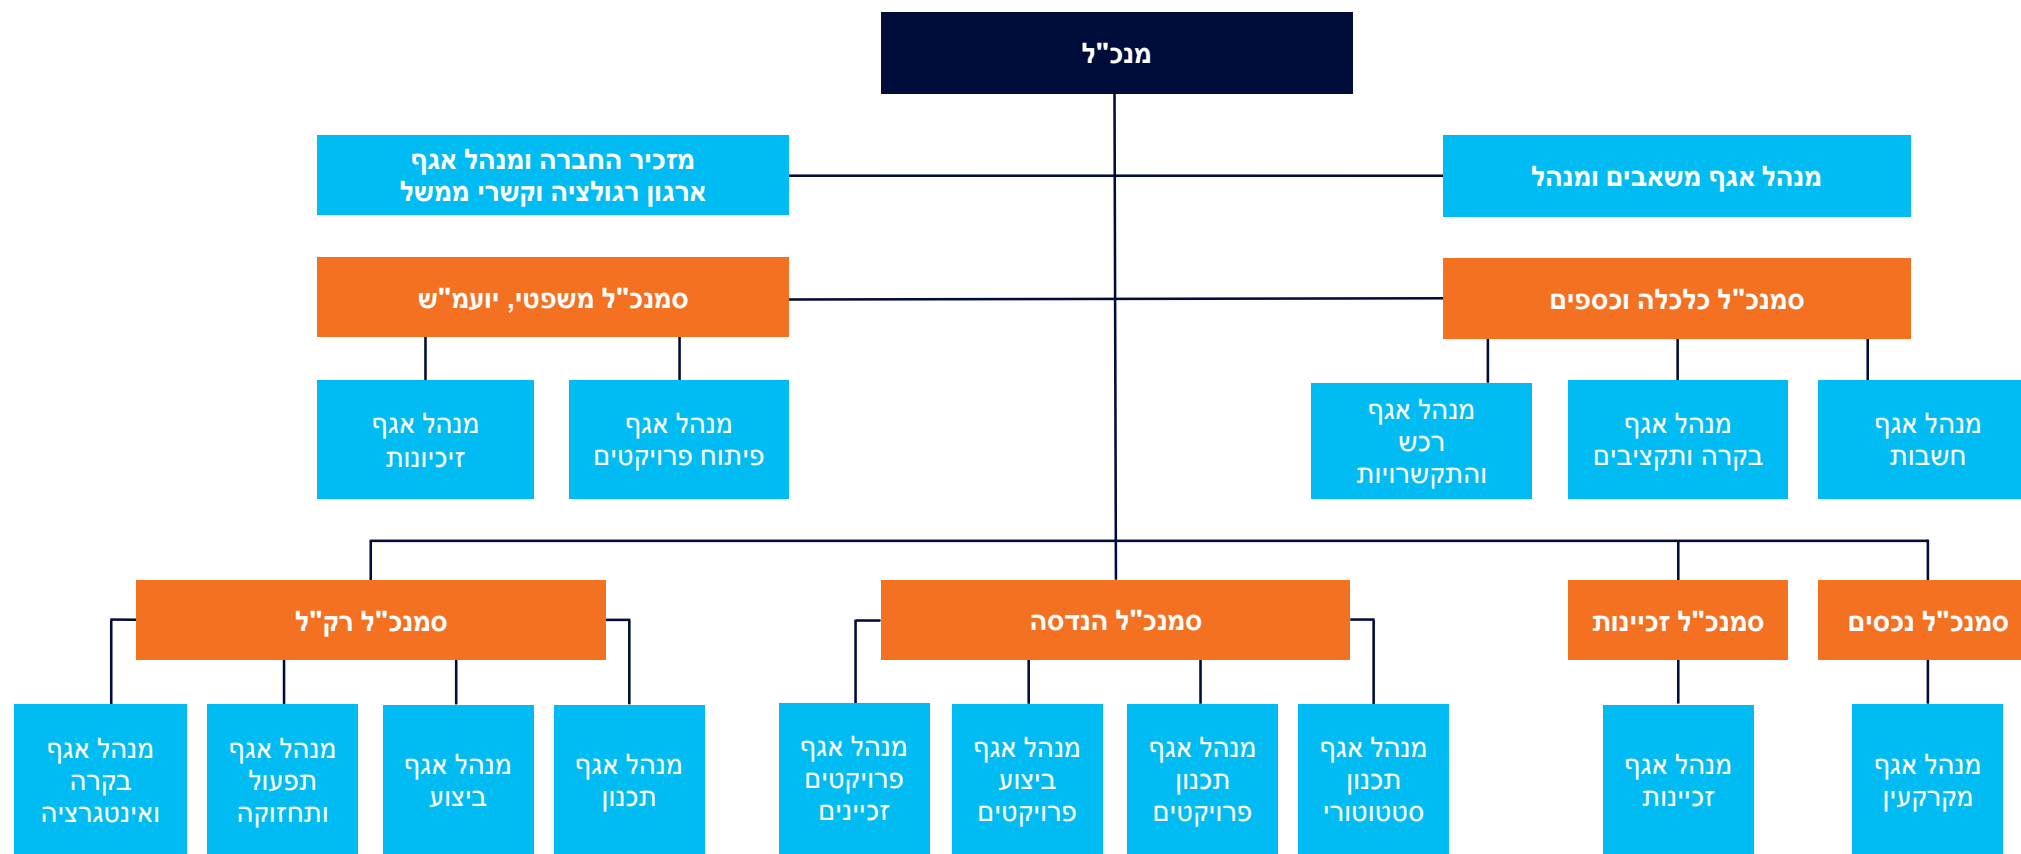 מנכ"ל
מנהל אגף משאבים ומנהל
מזכיר החברה ומנהל אגף
ארגון רגולציה וקשרי ממשל
סמנכ"ל כלכלה וכספים
סמנכ"ל משפטי, יועמ"ש
מנהל אגף
חשבות
מנהל אגף
בקרה ותקציבים
מנהל אגף
רכש
והתקשרויות
מנהל אגף
פיתוח פרויקטים
מנהל אגף
זיכיונות
סמנכ"ל נכסים
סמנכ"ל זכיינות
סמנכ"ל הנדסה
סמנכ"ל רק"ל
מנהל אגף
מקרקעין
מנהל אגף
זכיינות
מנהל אגף
תכנון
סטטוטורי
מנהל אגף
תכנון
פרויקטים
מנהל אגף
ביצוע
פרויקטים
מנהל אגף
פרויקטים
זכיינים
מנהל אגף
תכנון
מנהל אגף
ביצוע
מנהל אגף
תפעול
ותחזוקה
מנהל אגף
בקרה
ואינטגרציה